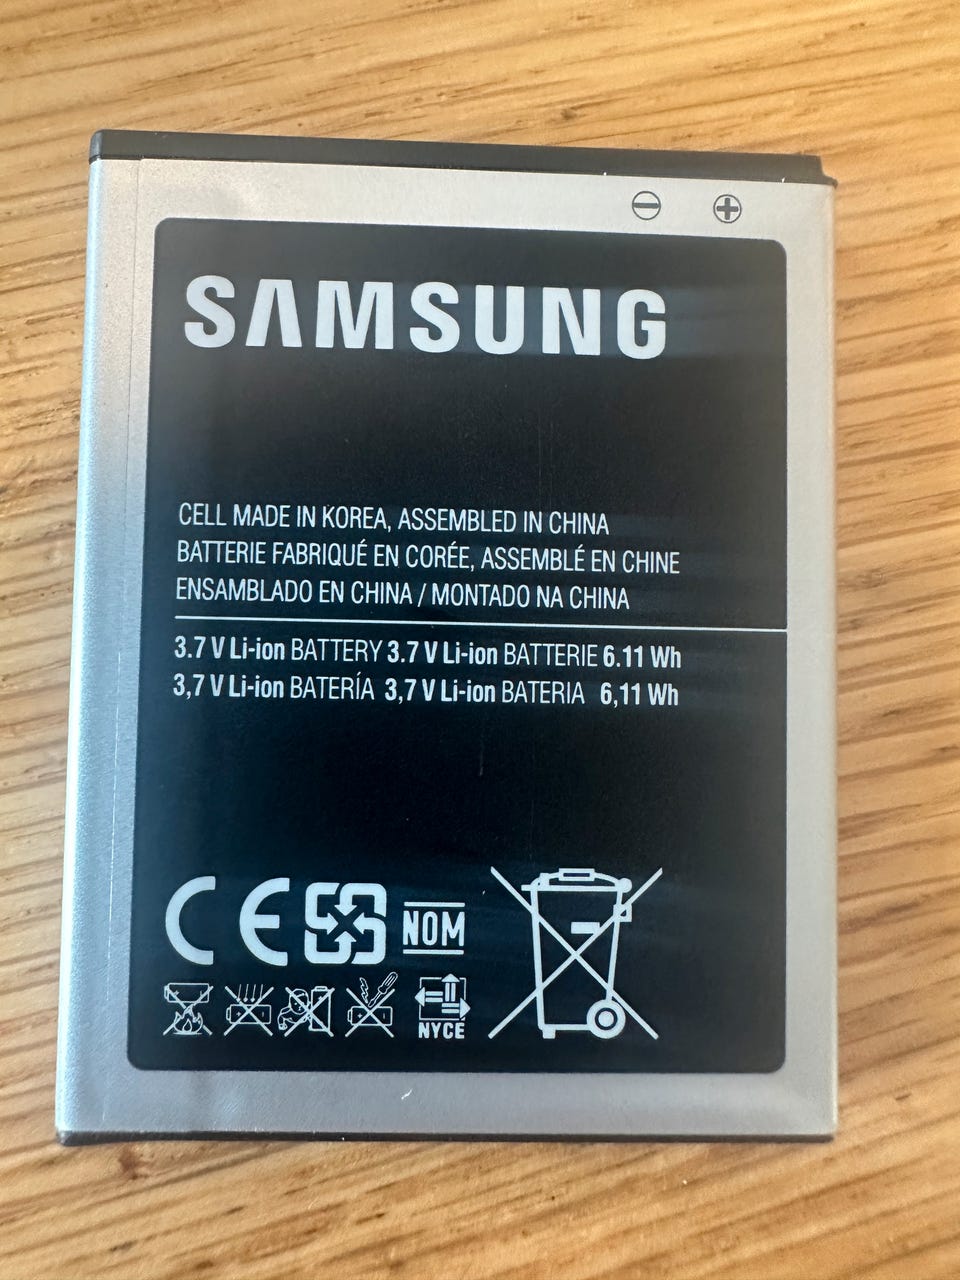 SAMSUNG
CELL MADE IN KOREA, ASSEMBLED IN CHINA
BATTERIE FABRIQUÉ EN CORÉE, ASSEMBLÉ EN CHINE
ENSAMBLADO EN CHINA / MONTADO NA CHINA
3.7 V Li-ion BATTERY 3.7 V Li-ion BATTERIE 6.11 Wh
3,7 V Li-ion BATERÍA 3,7 V Li-ion BATERIA 6,11 Wh
CE NOM
NYCE